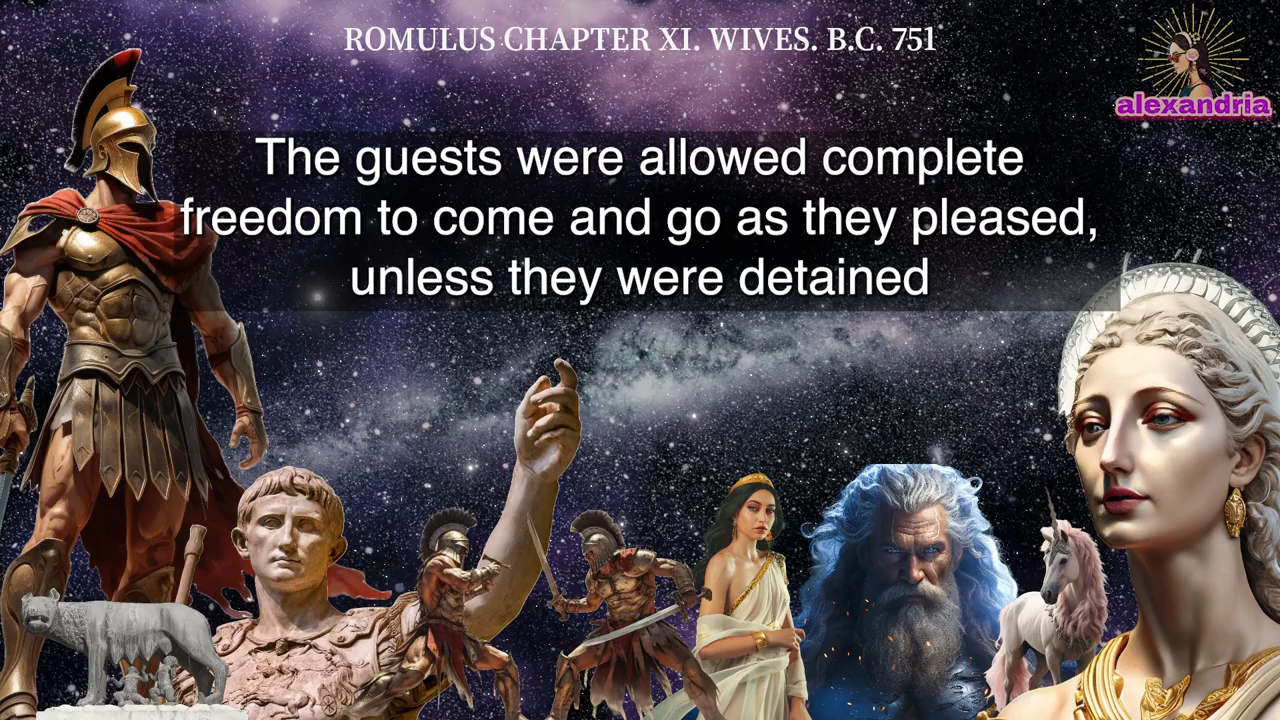 ROMULUS CHAPTER XI. WIVES. B.C. 751
alexandria
The guests were allowed complete
freedom to come and go as they pleased,
unless they were detained